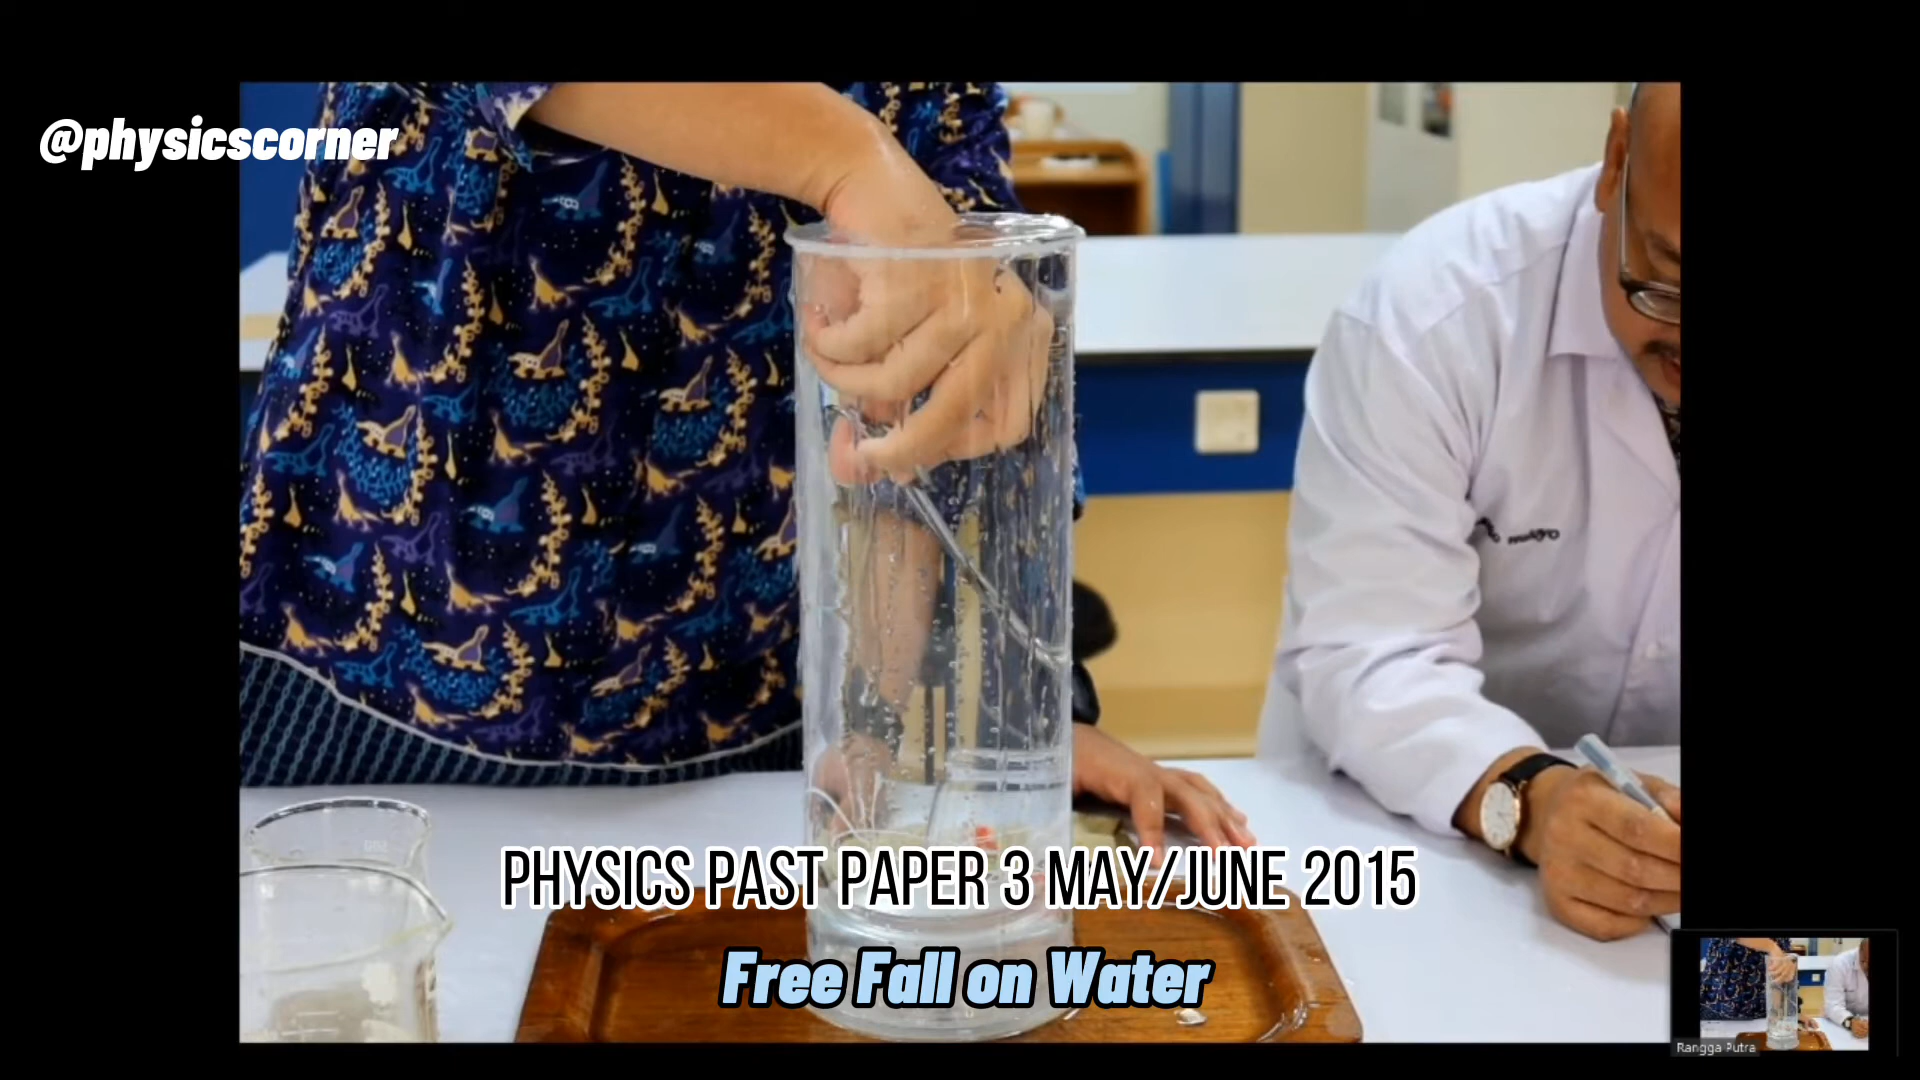 @physicscorner
PHYSICS PAST PAPER 3 MAY/JUNE 2015
Free Fall on Water
Rangga Putra